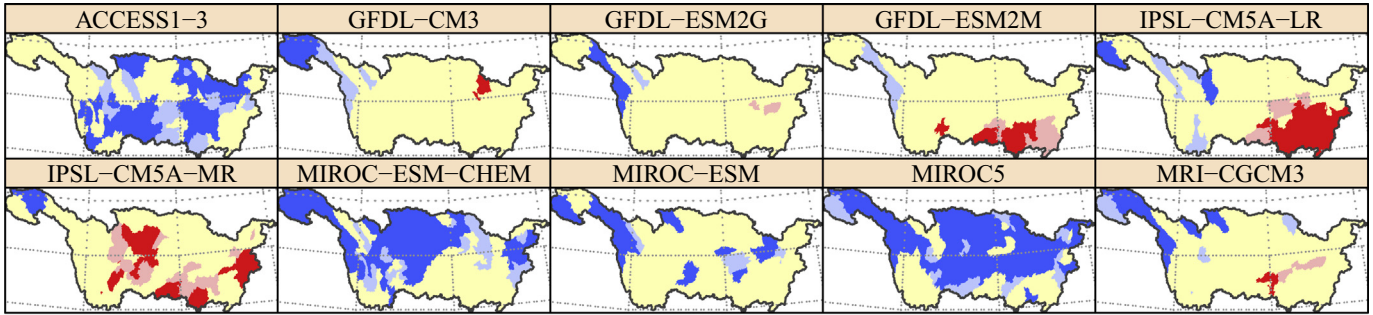 ACCESS1−3 GFDL−CM3 GFDL−ESM2G GFDL−ESM2M IPSL−CM5A−LR
IPSL−CM5A−MR MIROC−ESM−CHEM MIROC−ESM MIROC5 MRI−CGCM3